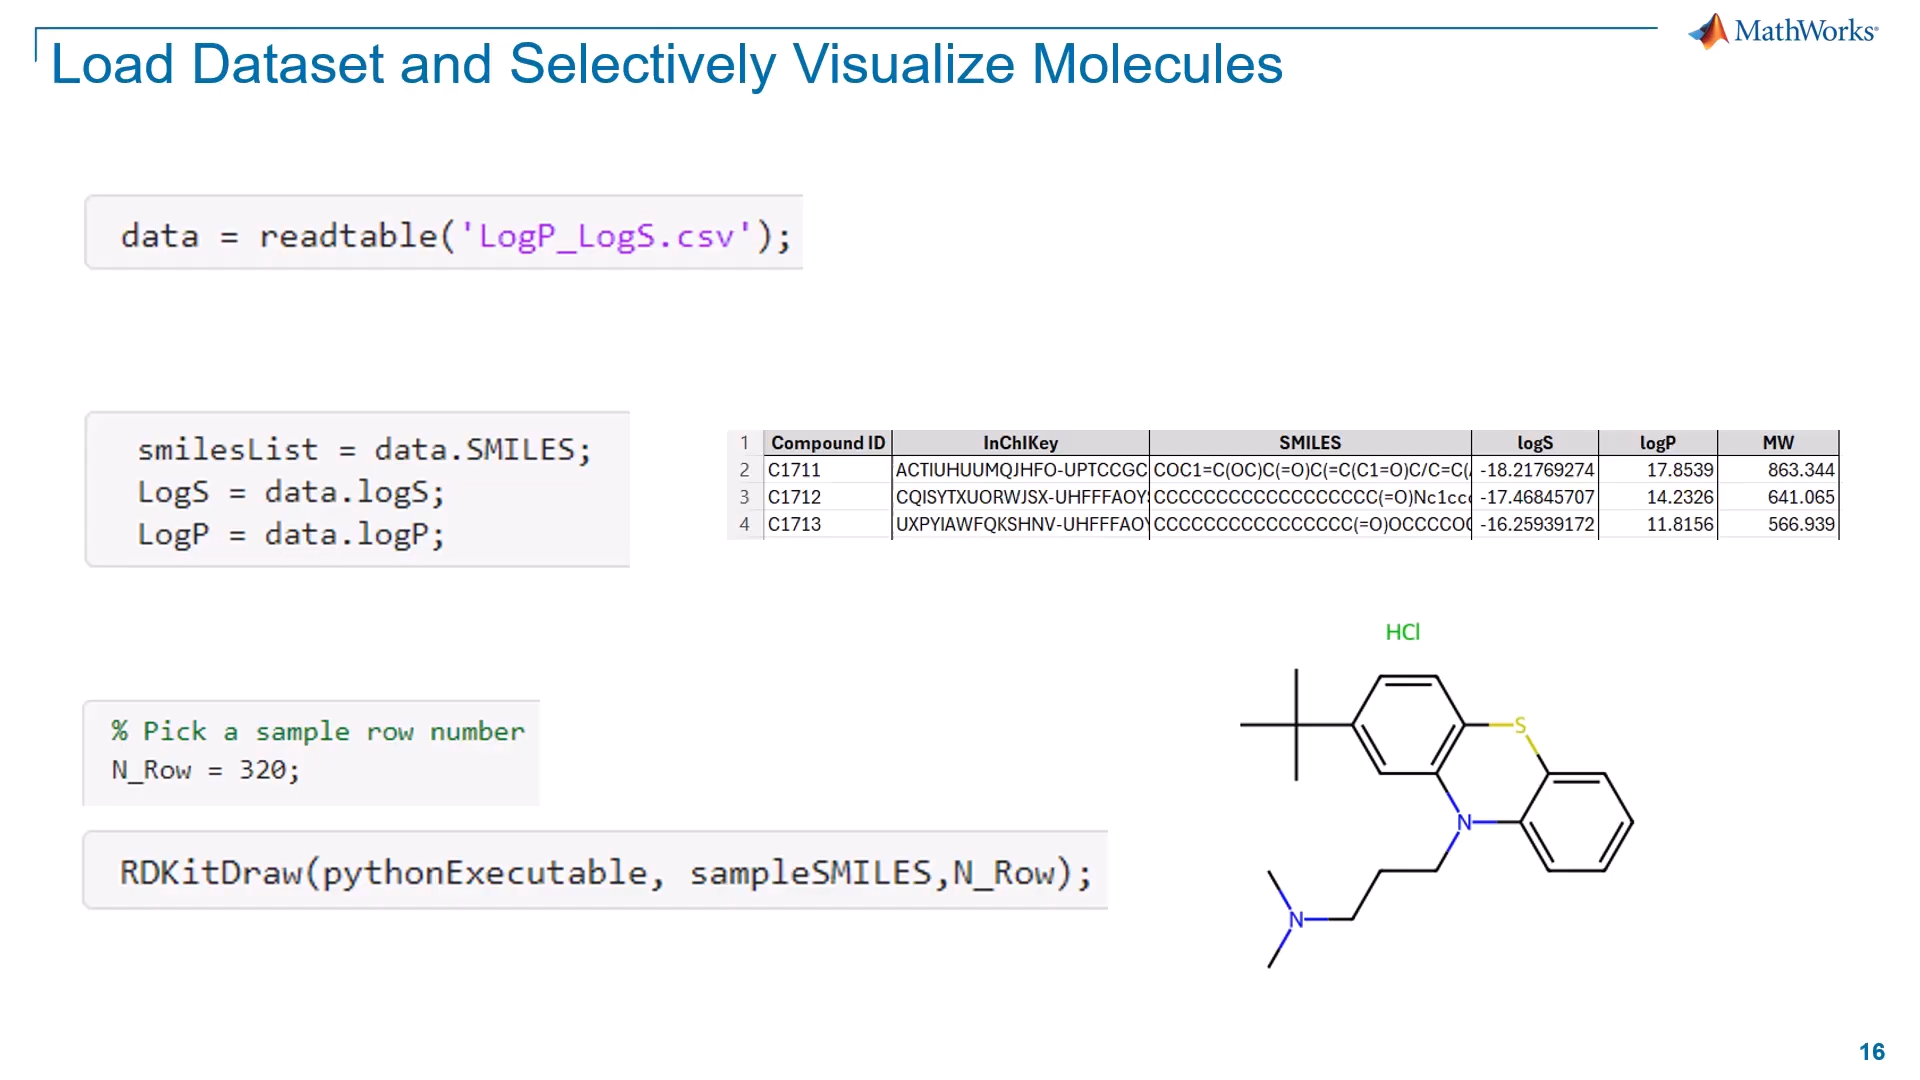 MathWorks®
Load Dataset and Selectively Visualize Molecules
data = readtable('LogP_LogS.csv');
smilesList = data.SMILES;
LogS = data.logS;
LogP = data.logP;
1 Compound ID InChIKey SMILES logS logP MW
2 C1711 ACTIUHUUMQJHFO-UPTCCGC COC1=C(OC)C(=O)C(=C(C1=O)C/C=C(/ -18.21769274 17.8539 863.344
3 C1712 CQISYTXUORWJSX-UHFFFAOY CCCCCCCCCCCCCCCCCC(=O)Nc1cc -17.46845707 14.2326 641.065
4 C1713 UXPYIAWFQKSHNV-UHFFFAO CCCCCCCCCCCCCCCC(=O)OCCCCO -16.25939172 11.8156 566.939
% Pick a sample row number
N_Row = 320;
RDKitDraw(pythonExecutable, sampleSMILES,N_Row);
HCl
S
N
N
16